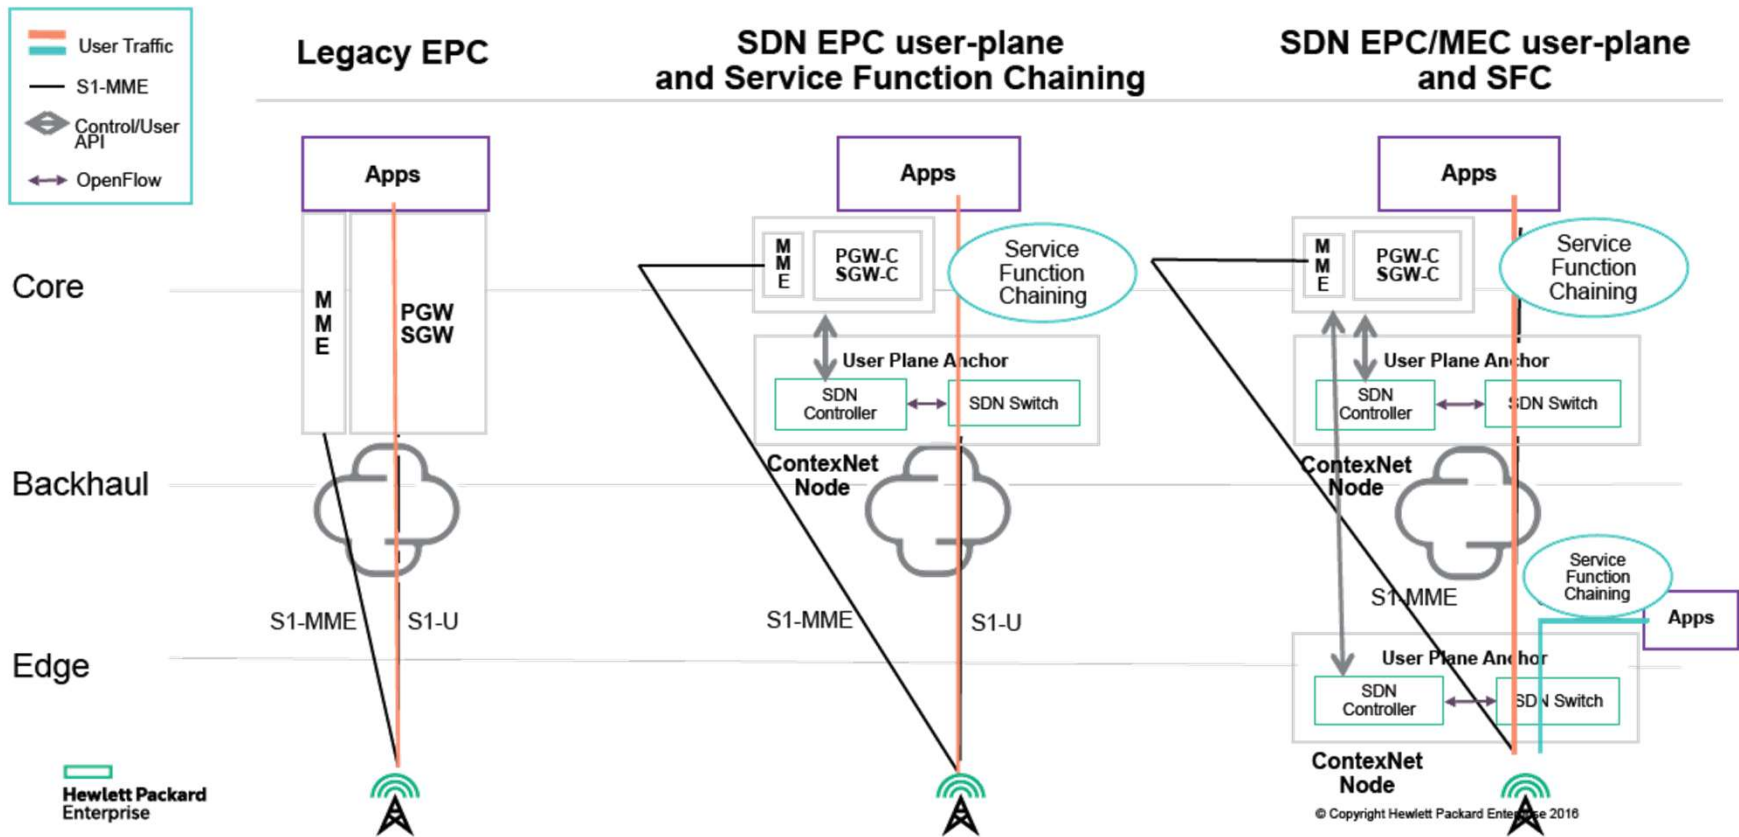 User Traffic
S1-MME
Control/User
API
OpenFlow
Legacy EPC
SDN EPC user-plane
and Service Function Chaining
SDN EPC/MEC user-plane
and SFC
Core
Backhaul
Edge
Apps
M
M
E
PGW
SGW
S1-MME
S1-U
Apps
M
M
E
PGW-C
SGW-C
Service
Function
Chaining
User Plane Anchor
SDN
Controller
SDN Switch
ContexNet
Node
S1-MME
S1-U
Apps
M
M
E
PGW-C
SGW-C
Service
Function
Chaining
User Plane Anchor
SDN
Controller
SDN Switch
ContexNet
Node
S1-MME
Service
Function
Chaining
Apps
User Plane Anchor
SDN
Controller
SDN Switch
ContexNet
Node
Hewlett Packard
Enterprise
© Copyright Hewlett Packard Enterprise 2016